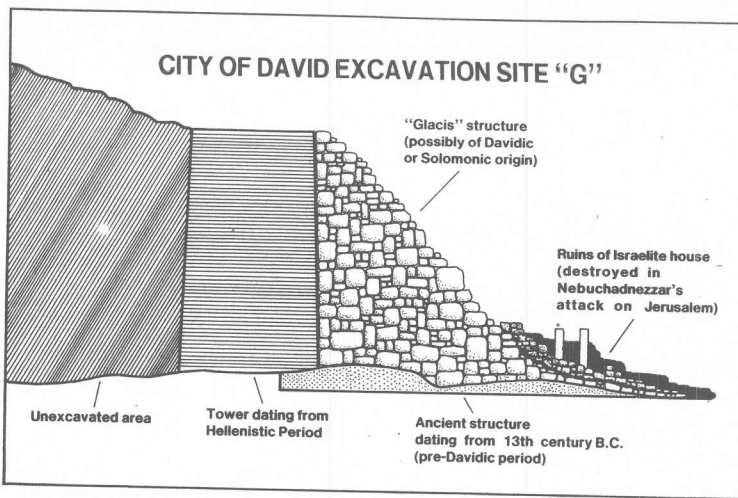 CITY OF DAVID EXCAVATION SITE “G”
“Glacis” structure
(possibly of Davidic
or Solomonic origin)
Ruins of Israelite house
(destroyed in
Nebuchadnezzar’s
attack on Jerusalem)
Unexcavated area
Tower dating from
Hellenistic Period
Ancient structure
dating from 13th century B.C.
(pre-Davidic period)